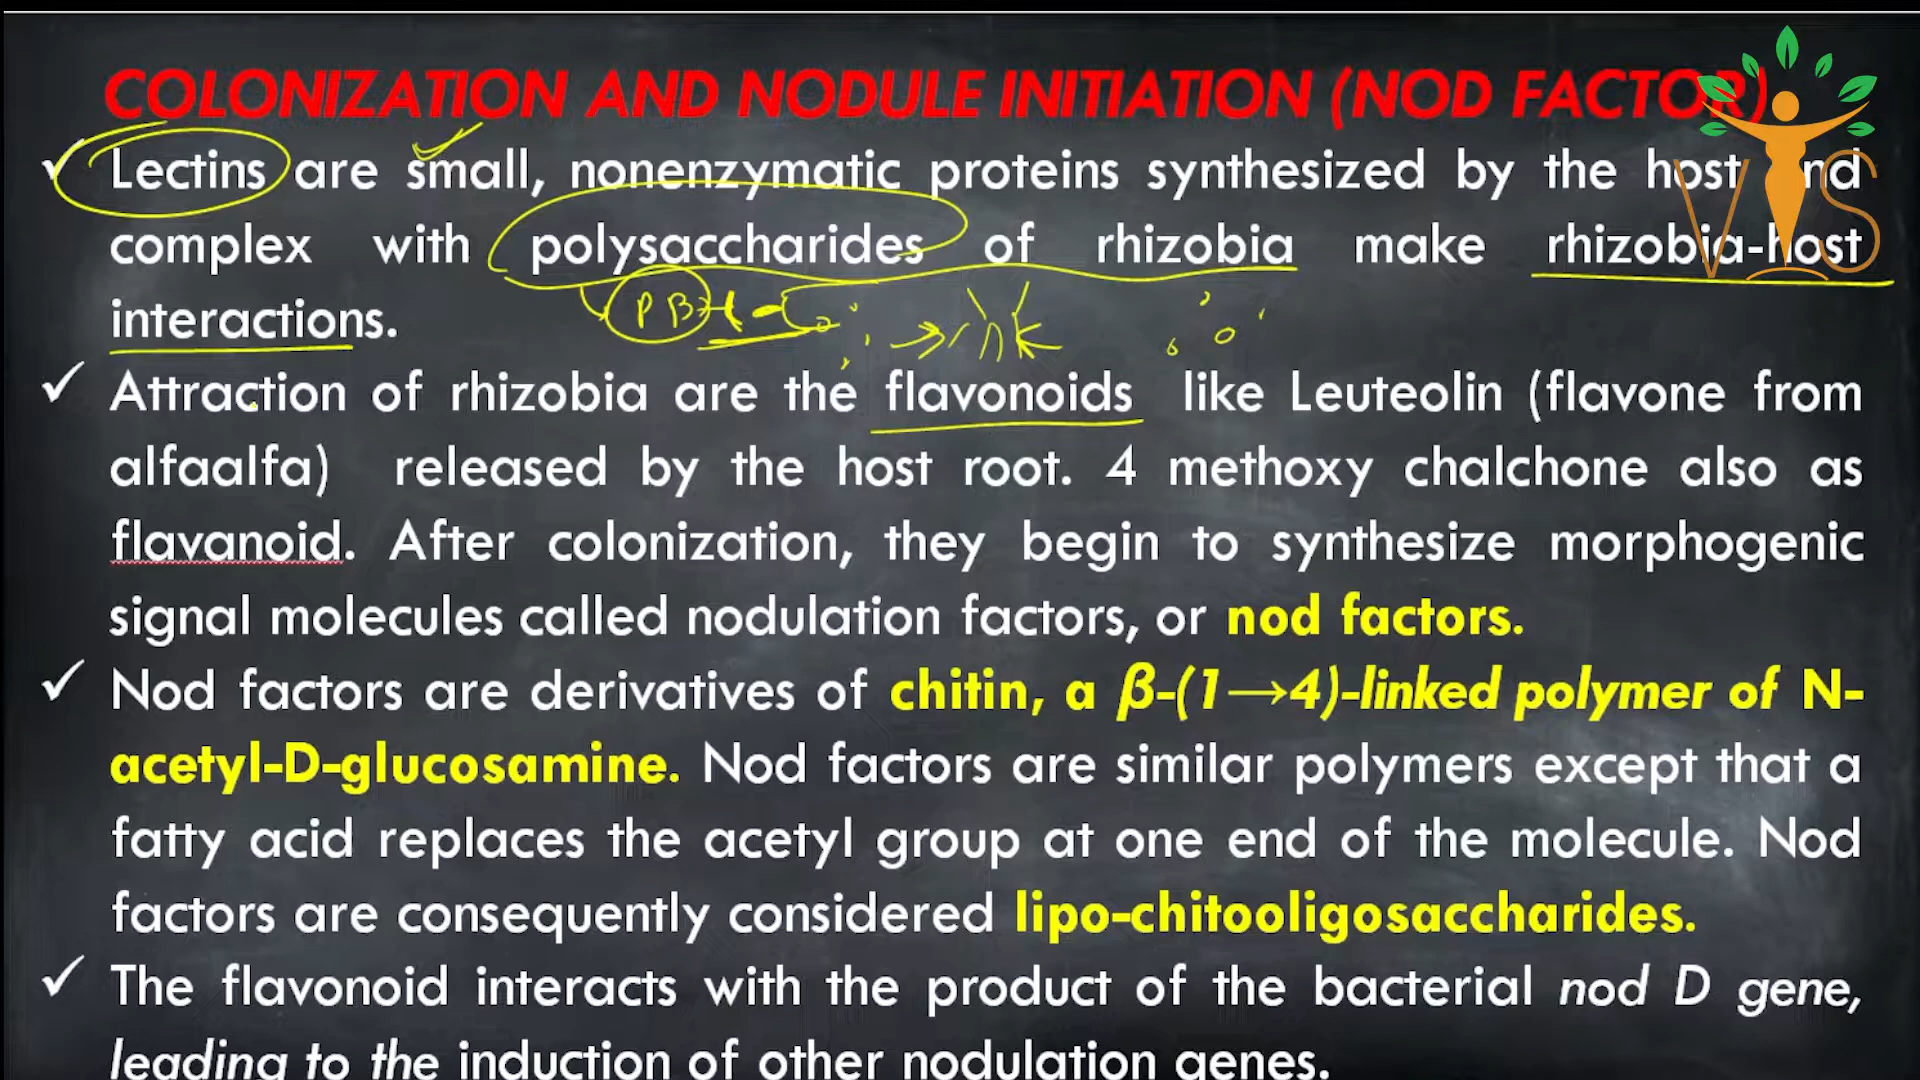 COLONIZATION AND NODULE INITIATION (NOD FACTOR)
✓ Lectins are small, nonenzymatic proteins synthesized by the host and
complex with polysaccharides of rhizobia make rhizobia-host
interactions.
✓ Attraction of rhizobia are the flavonoids like Leuteolin (flavone from
alfaalfa) released by the host root. 4 methoxy chalchone also as
flavanoid. After colonization, they begin to synthesize morphogenic
signal molecules called nodulation factors, or nod factors.
✓ Nod factors are derivatives of chitin, a β-(1→4)-linked polymer of N-
acetyl-D-glucosamine. Nod factors are similar polymers except that a
fatty acid replaces the acetyl group at one end of the molecule. Nod
factors are consequently considered lipo-chitooligosaccharides.
✓ The flavonoid interacts with the product of the bacterial nod D gene,
leading to the induction of other nodulation genes.
VS